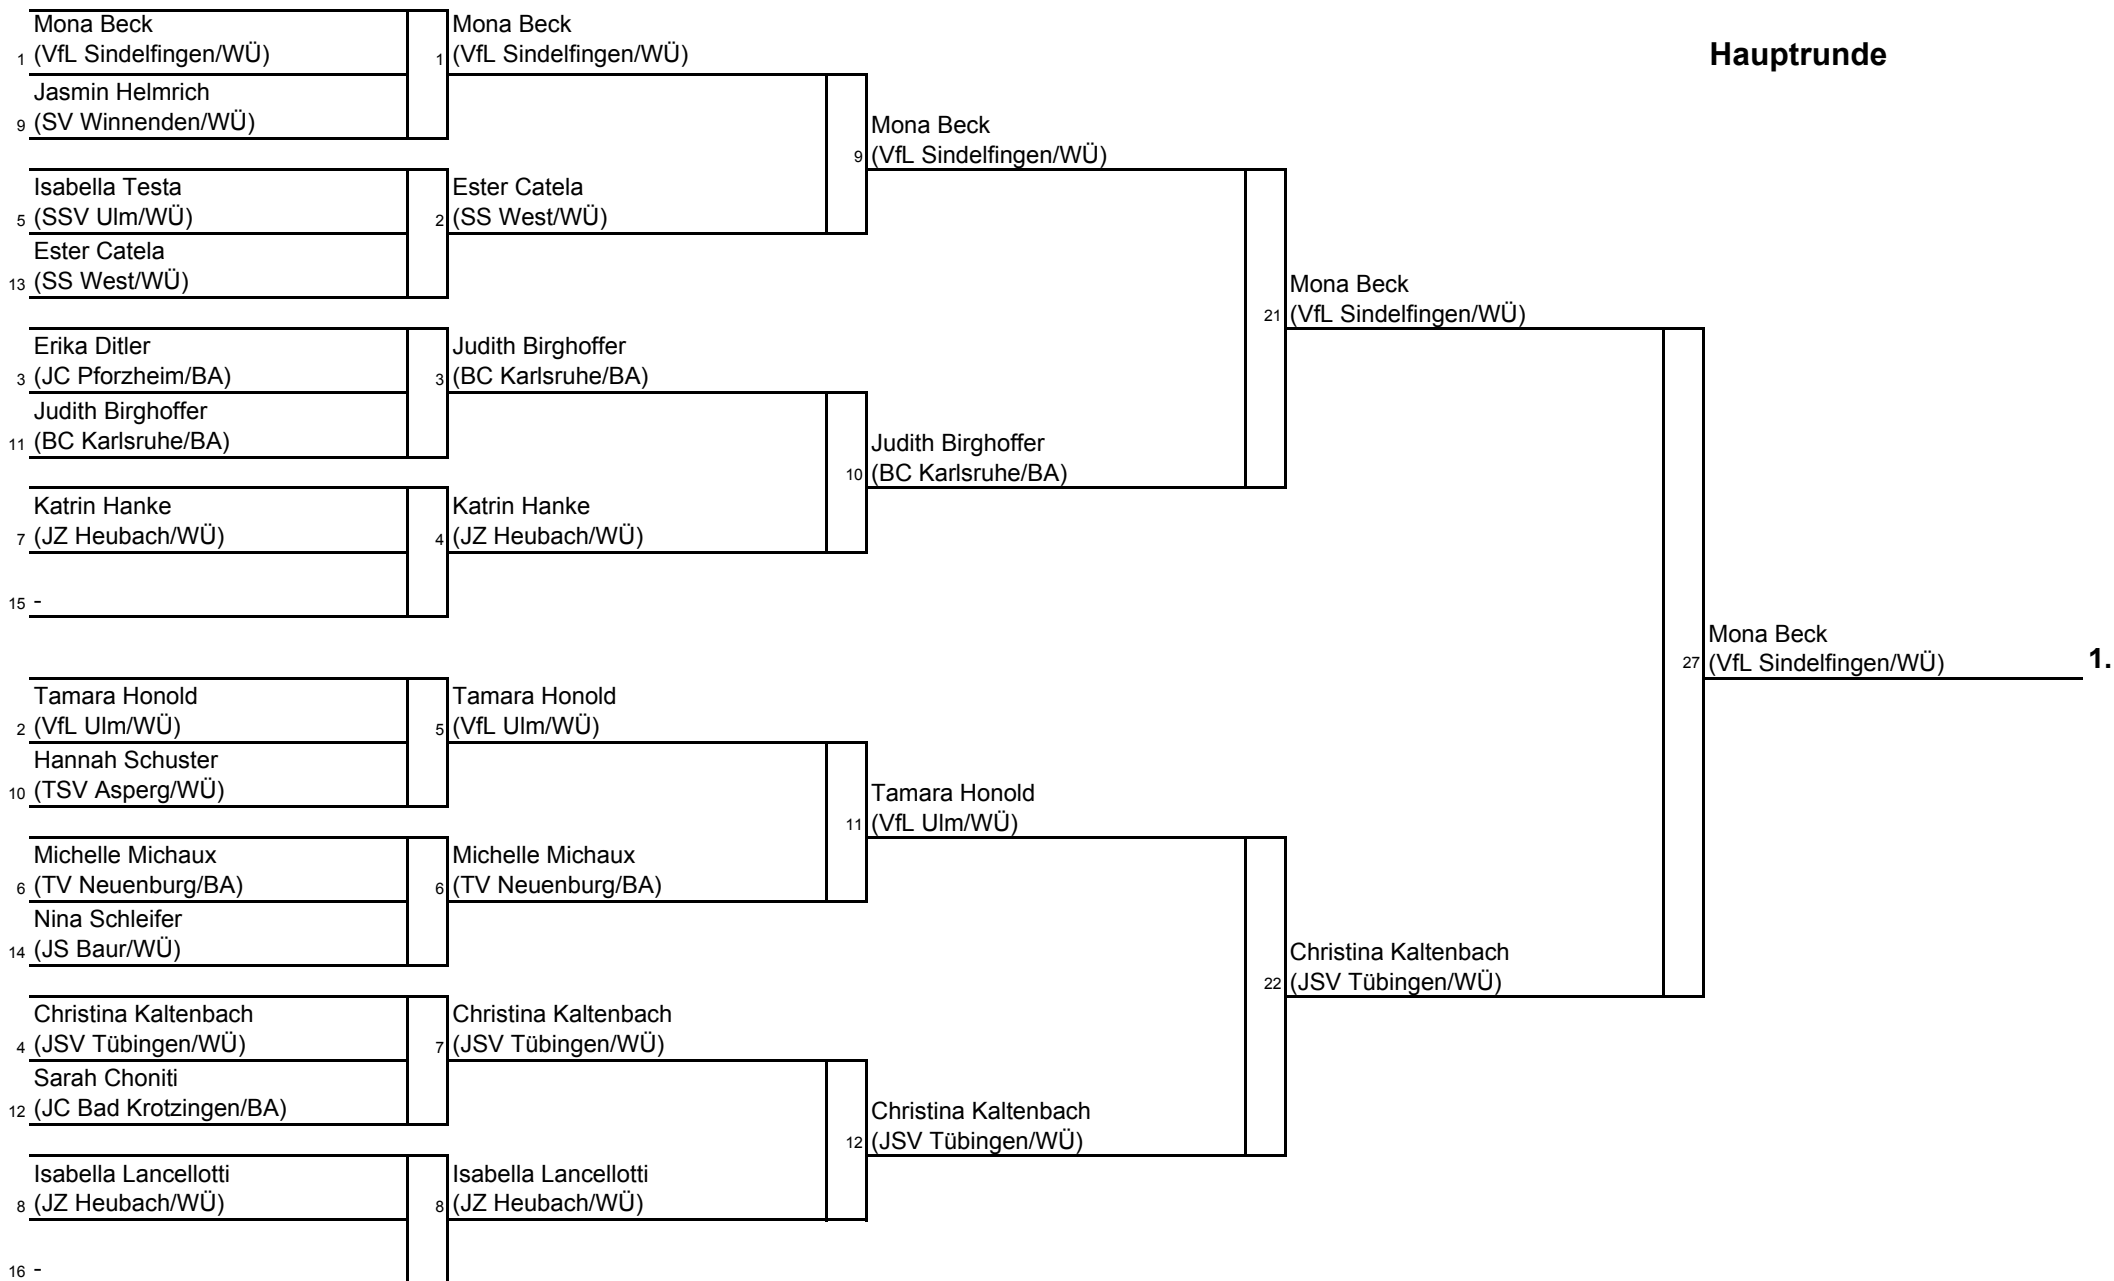 Hauptrunde
Mona Beck
1 (VfL Sindelfingen/WÜ)
Jasmin Helmrich
9 (SV Winnenden/WÜ)
Isabella Testa
5 (SSV Ulm/WÜ)
Ester Catela
13 (SS West/WÜ)
Erika Ditler
3 (JC Pforzheim/BA)
Judith Birghoffer
11 (BC Karlsruhe/BA)
Katrin Hanke
7 (JZ Heubach/WÜ)
15 -
Tamara Honold
2 (VfL Ulm/WÜ)
Hannah Schuster
10 (TSV Asperg/WÜ)
Michelle Michaux
6 (TV Neuenburg/BA)
Nina Schleifer
14 (JS Baur/WÜ)
Christina Kaltenbach
4 (JSV Tübingen/WÜ)
Sarah Choniti
12 (JC Bad Krotzingen/BA)
Isabella Lancellotti
8 (JZ Heubach/WÜ)
16 -
Mona Beck
1 (VfL Sindelfingen/WÜ)
Ester Catela
2 (SS West/WÜ)
Judith Birghoffer
3 (BC Karlsruhe/BA)
Katrin Hanke
4 (JZ Heubach/WÜ)
Tamara Honold
5 (VfL Ulm/WÜ)
Michelle Michaux
6 (TV Neuenburg/BA)
Christina Kaltenbach
7 (JSV Tübingen/WÜ)
Isabella Lancellotti
8 (JZ Heubach/WÜ)
Mona Beck
9 (VfL Sindelfingen/WÜ)
Judith Birghoffer
10 (BC Karlsruhe/BA)
Tamara Honold
11 (VfL Ulm/WÜ)
Christina Kaltenbach
12 (JSV Tübingen/WÜ)
Mona Beck
21 (VfL Sindelfingen/WÜ)
Christina Kaltenbach
22 (JSV Tübingen/WÜ)
Mona Beck
27 (VfL Sindelfingen/WÜ) 1.